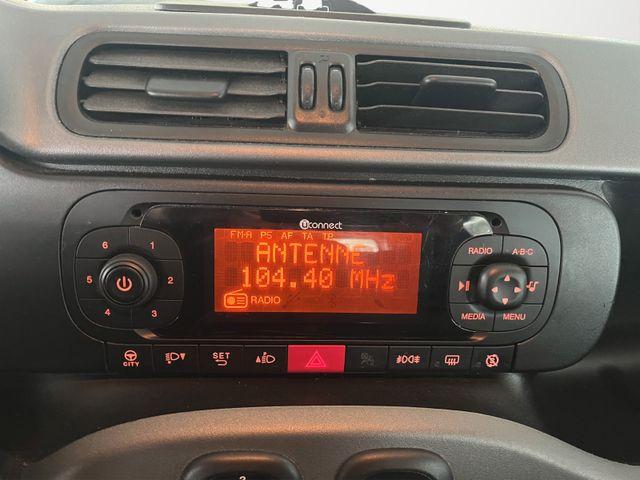 uconnect
FM-A PS AF TA TP
ANTENNE
104.40 MHz
RADIO
6 1
5 2
4 3
RADIO A-B-C
MEDIA MENU
CITY
SET